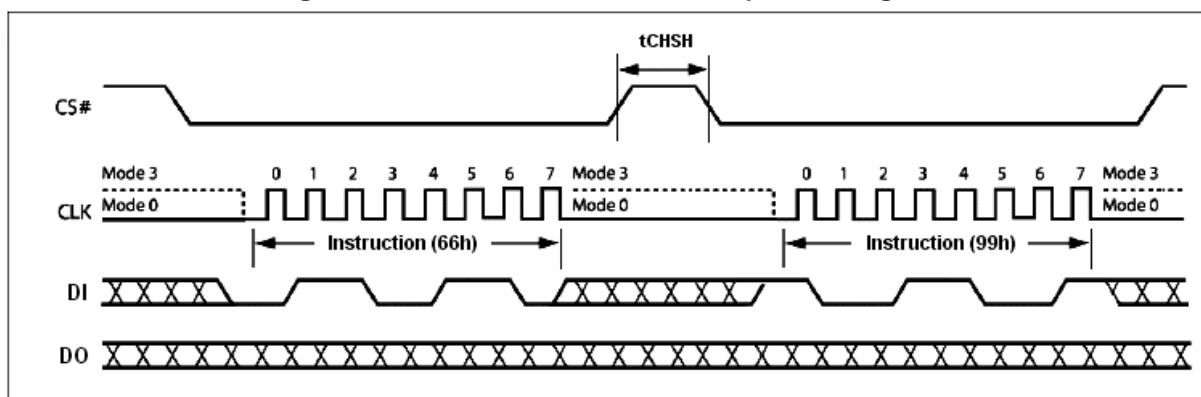 tCHSH
CS#
Mode 3 0 1 2 3 4 5 6 7 Mode 3 0 1 2 3 4 5 6 7 Mode 3
CLK Mode 0 Mode 0 Mode 0
Instruction (66h) Instruction (99h)
DI
DO